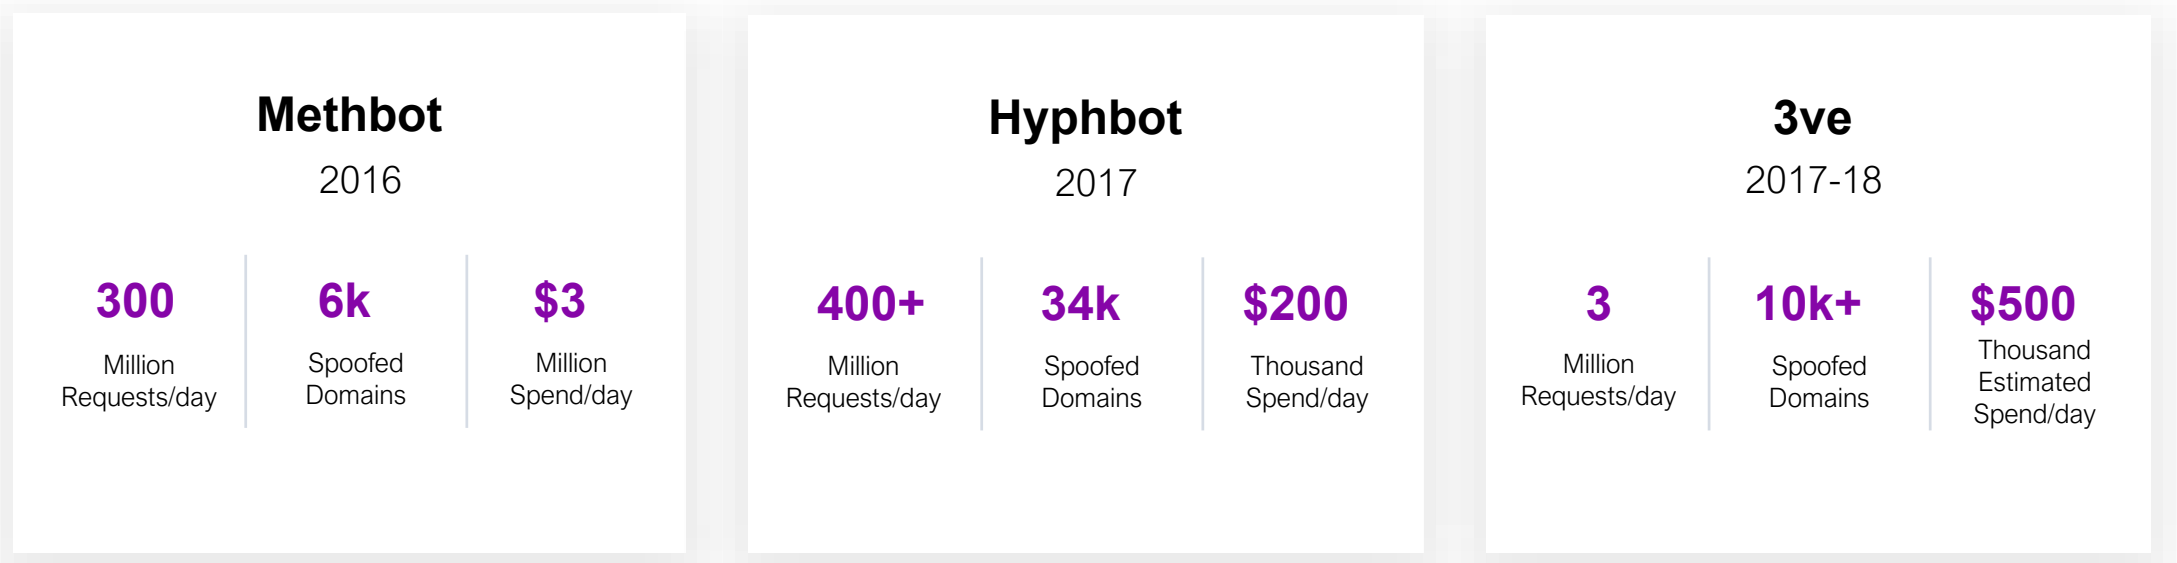 Methbot
2016
300
Million
Requests/day
6k
Spoofed
Domains
$3
Million
Spend/day
Hyphbot
2017
400+
Million
Requests/day
34k
Spoofed
Domains
$200
Thousand
Spend/day
3ve
2017-18
3
Million
Requests/day
10k+
Spoofed
Domains
$500
Thousand
Estimated
Spend/day